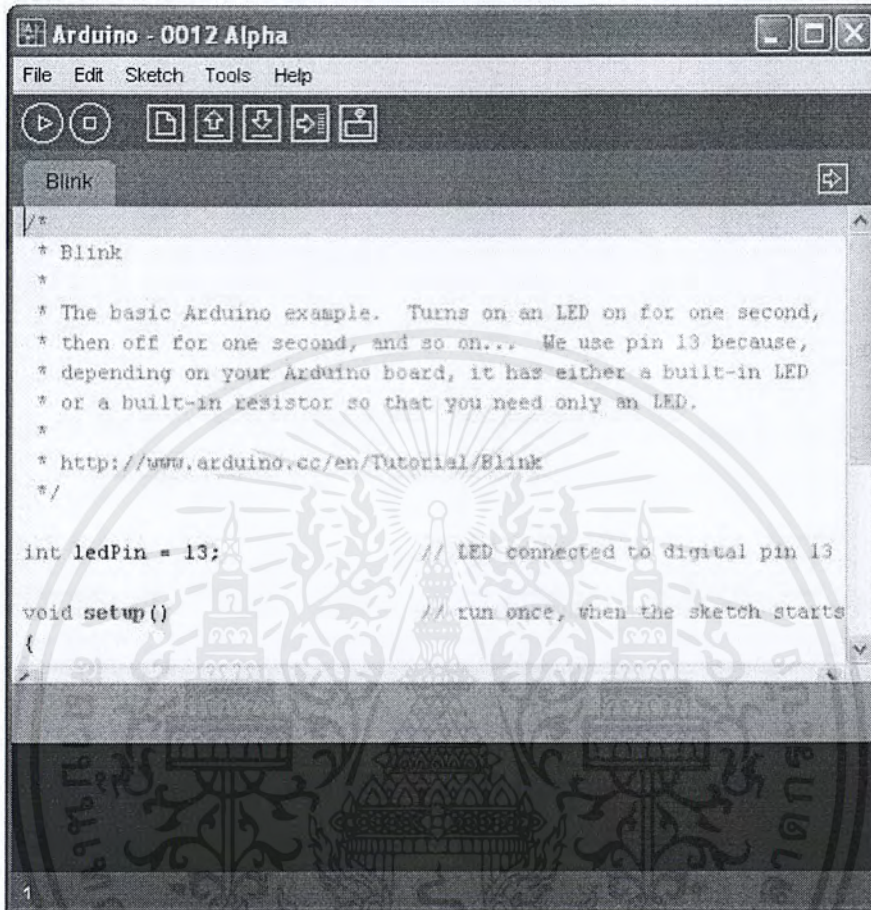 Arduino - 0012 Alpha
File Edit Sketch Tools Help
Blink
/*
* Blink
*
* The basic Arduino example. Turns on an LED on for one second,
* then off for one second, and so on... We use pin 13 because,
* depending on your Arduino board, it has either a built-in LED
* or a built-in resistor so that you need only an LED.
*
* http://www.arduino.cc/en/Tutorial/Blink
*/
int ledPin = 13; // LED connected to digital pin 13
void setup() // run once, when the sketch starts
{
1